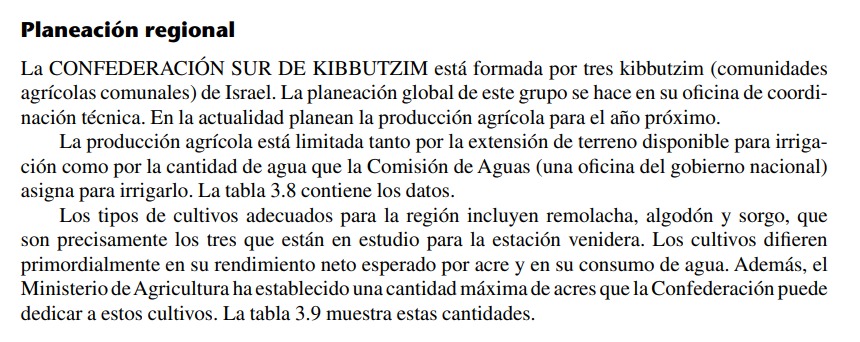 Planeación regional
La CONFEDERACIÓN SUR DE KIBBUTZIM está formada por tres kibbutzim (comunidades
agrícolas comunales) de Israel. La planeación global de este grupo se hace en su oficina de coordi-
nación técnica. En la actualidad planean la producción agrícola para el año próximo.
La producción agrícola está limitada tanto por la extensión de terreno disponible para irriga-
ción como por la cantidad de agua que la Comisión de Aguas (una oficina del gobierno nacional)
asigna para irrigarlo. La tabla 3.8 contiene los datos.
Los tipos de cultivos adecuados para la región incluyen remolacha, algodón y sorgo, que
son precisamente los tres que están en estudio para la estación venidera. Los cultivos difieren
primordialmente en su rendimiento neto esperado por acre y en su consumo de agua. Además, el
Ministerio de Agricultura ha establecido una cantidad máxima de acres que la Confederación puede
dedicar a estos cultivos. La tabla 3.9 muestra estas cantidades.